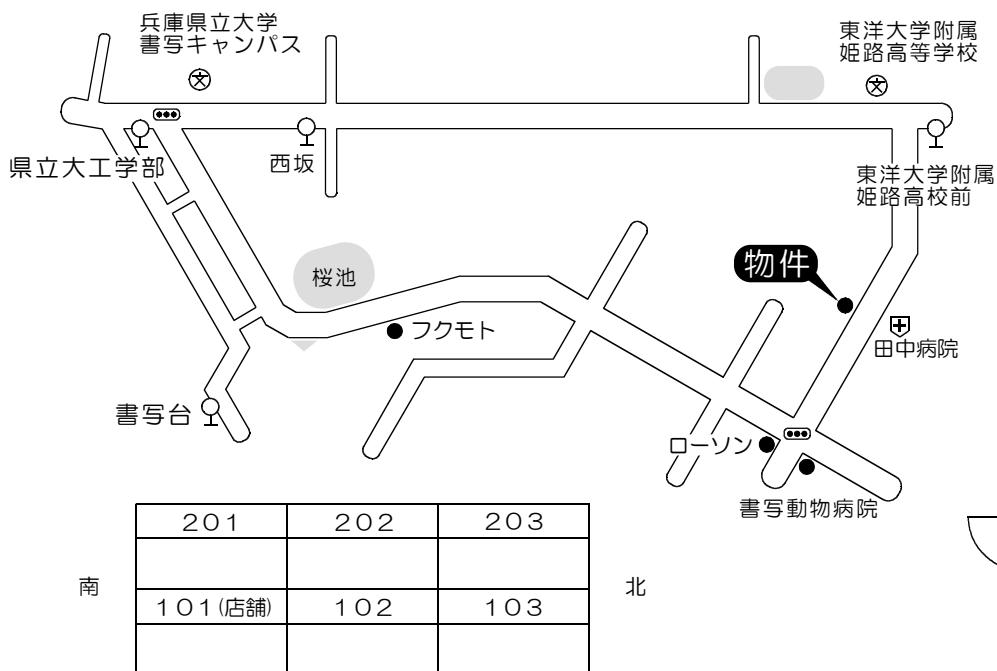 兵庫県立大学
書写キャンパス
文
東洋大学附属
姫路高等学校
文
県立大工学部
西坂
東洋大学附属
姫路高校前
物件
桜池
フクモト
田中病院
書写台
ローソン
書写動物病院
201 202 203
南
北
101(店舗) 102 103